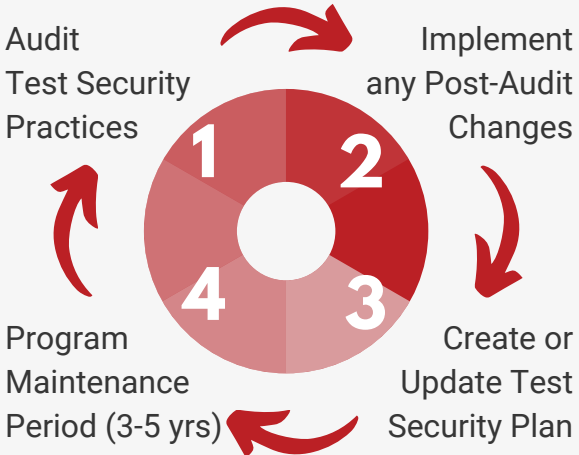 Audit
Test Security
Practices
1
Implement
any Post-Audit
Changes
2
3
Create or
Update Test
Security Plan
4
Program
Maintenance
Period (3-5 yrs)